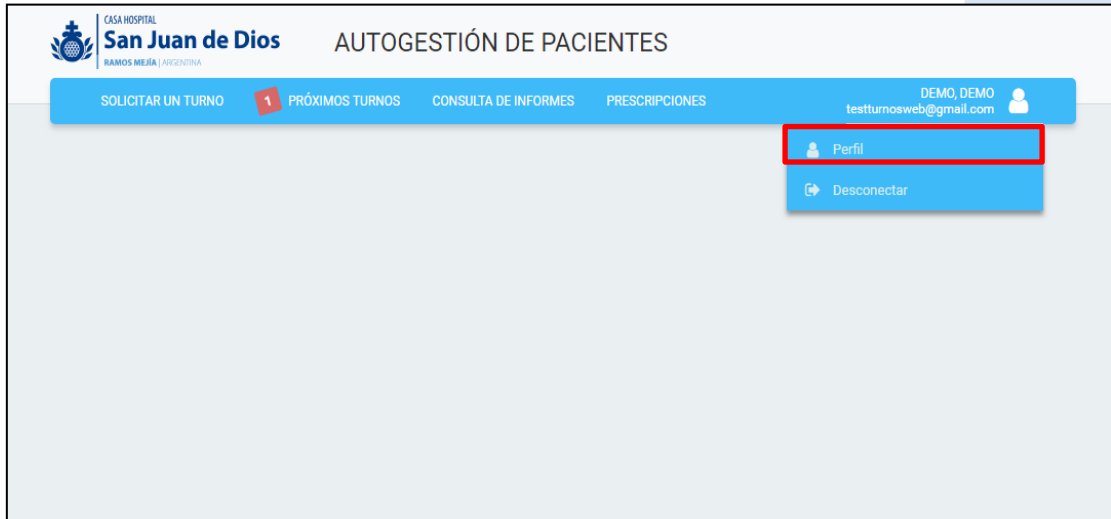 CASA HOSPITAL
San Juan de Dios
RAMOS MEJÍA | ARGENTINA
AUTOGESTIÓN DE PACIENTES
SOLICITAR UN TURNO
1 PRÓXIMOS TURNOS
CONSULTA DE INFORMES
PRESCRIPCIONES
DEMO, DEMO
testturnosweb@gmail.com
Perfil
Desconectar